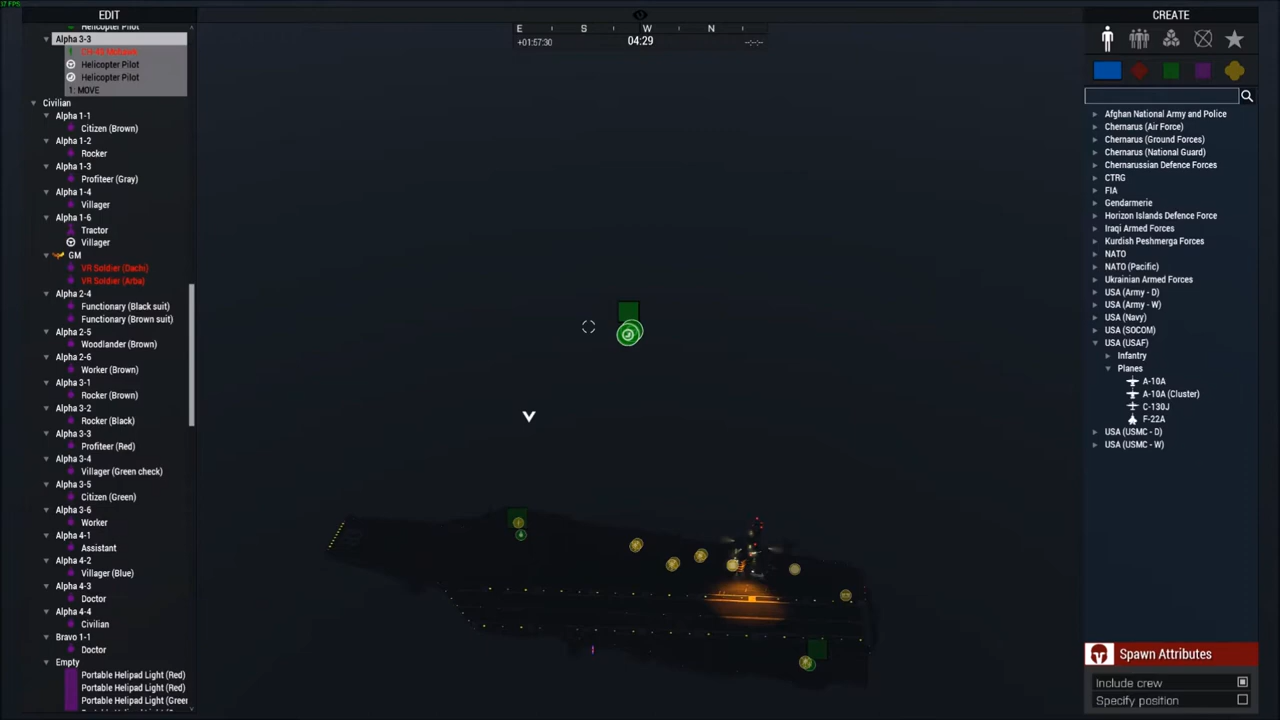 57 FPS
EDIT
Helicopter Pilot
Alpha 3-3
Helicopter Pilot
Helicopter Pilot
1: MOVE
Civilian
Alpha 1-1
Citizen (Brown)
Alpha 1-2
Rocker
Alpha 1-3
Profiteer (Gray)
Alpha 1-4
Villager
Alpha 1-6
Tractor
Villager
GM
VR Soldier (Dachi)
VR Soldier (Arba)
Alpha 2-4
Functionary (Black suit)
Functionary (Brown suit)
Alpha 2-5
Woodlander (Brown)
Alpha 2-6
Worker (Brown)
Alpha 3-1
Rocker (Brown)
Alpha 3-2
Rocker (Black)
Alpha 3-3
Profiteer (Red)
Alpha 3-4
Villager (Green check)
Alpha 3-5
Citizen (Green)
Alpha 3-6
Worker
Alpha 4-1
Assistant
Alpha 4-2
Villager (Blue)
Alpha 4-3
Doctor
Alpha 4-4
Civilian
Bravo 1-1
Doctor
Empty
Portable Helipad Light (Red)
Portable Helipad Light (Red)
Portable Helipad Light (Green
E S W N
+01:57:30 04:29 --:--
CREATE
Afghan National Army and Police
Chernarus (Air Force)
Chernarus (Ground Forces)
Chernarus (National Guard)
Chernarussian Defence Forces
CTRG
FIA
Gendarmerie
Horizon Islands Defence Force
Iraqi Armed Forces
Kurdish Peshmerga Forces
NATO
NATO (Pacific)
Ukrainian Armed Forces
USA (Army - D)
USA (Army - W)
USA (Navy)
USA (SOCOM)
USA (USAF)
Infantry
Planes
A-10A
A-10A (Cluster)
C-130J
F-22A
USA (USMC - D)
USA (USMC - W)
Spawn Attributes
Include crew
Specify position